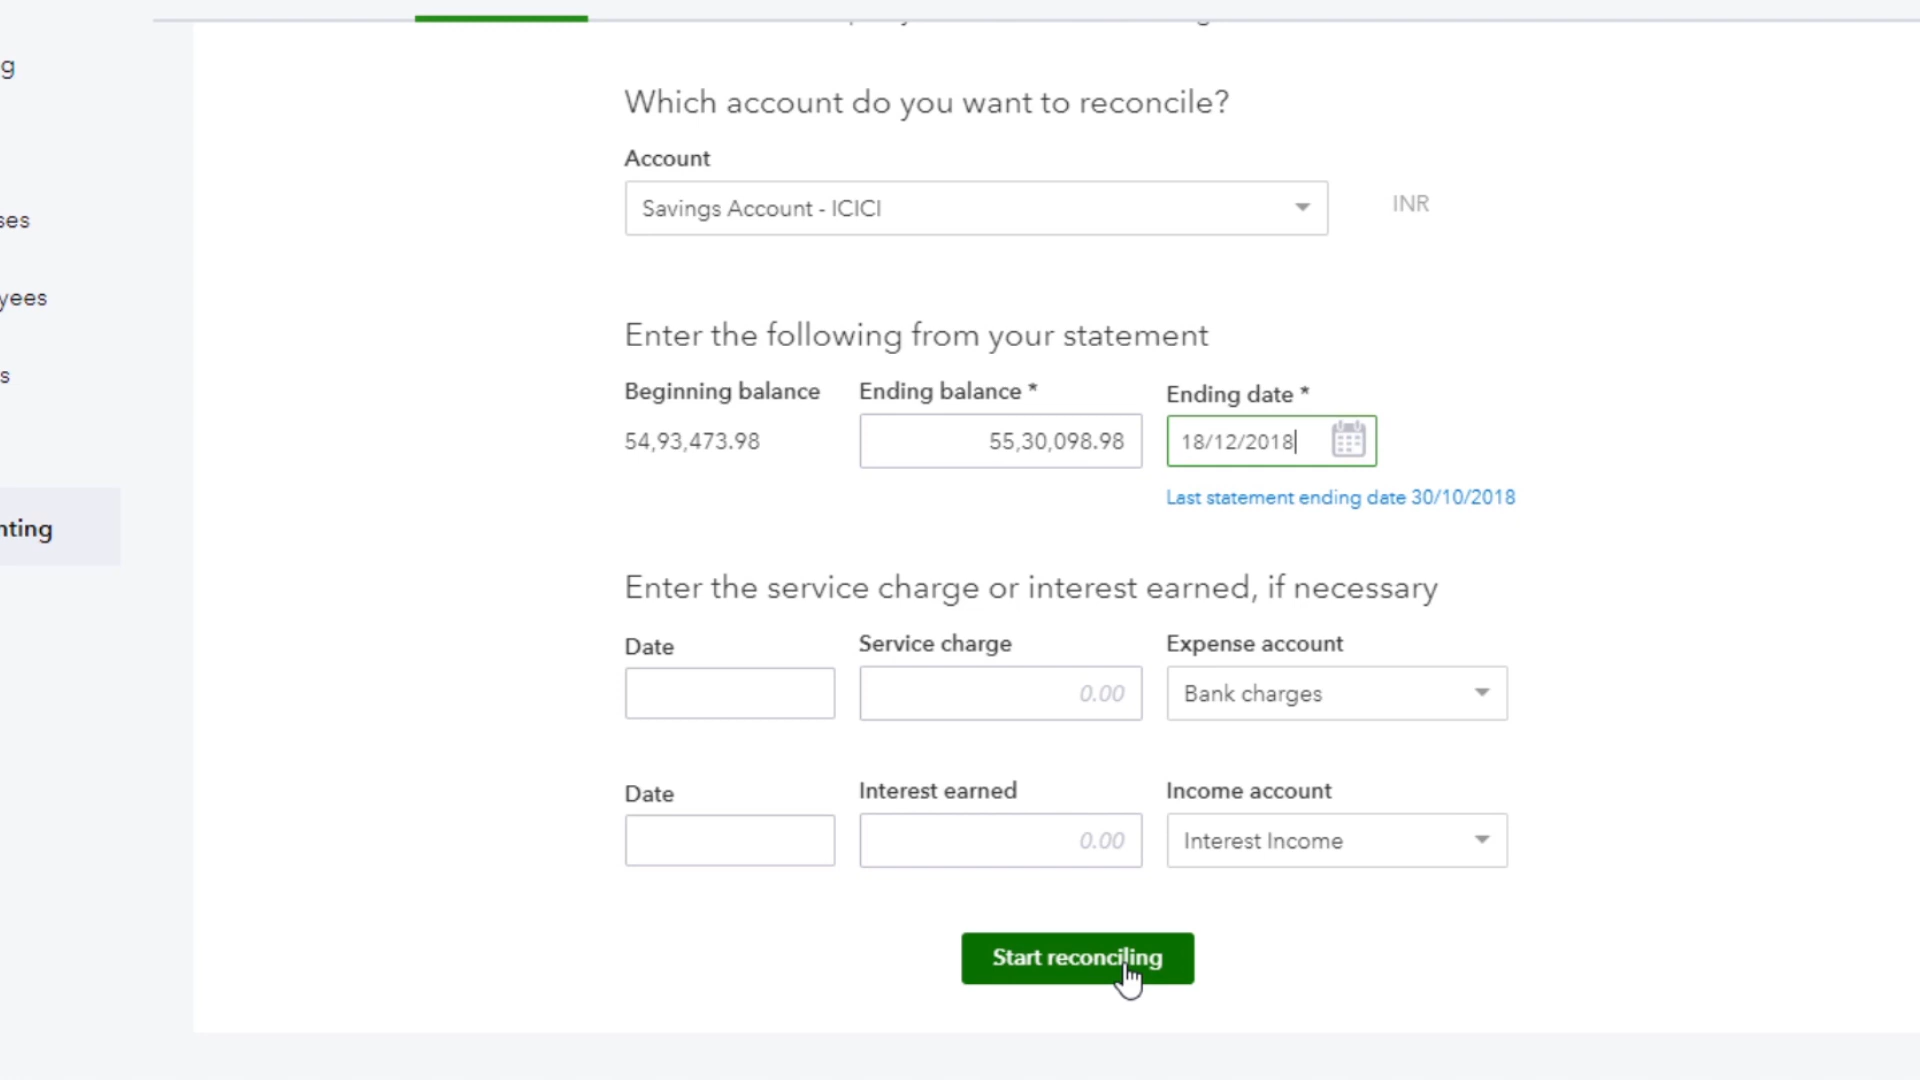 g
Which account do you want to reconcile?
Account
Savings Account - ICICI INR
ses
yees
Enter the following from your statement
s
Beginning balance Ending balance * Ending date *
54,93,473.98 55,30,098.98 18/12/2018
Last statement ending date 30/10/2018
nting
Enter the service charge or interest earned, if necessary
Date Service charge Expense account
0.00 Bank charges
Date Interest earned Income account
0.00 Interest Income
Start reconciling